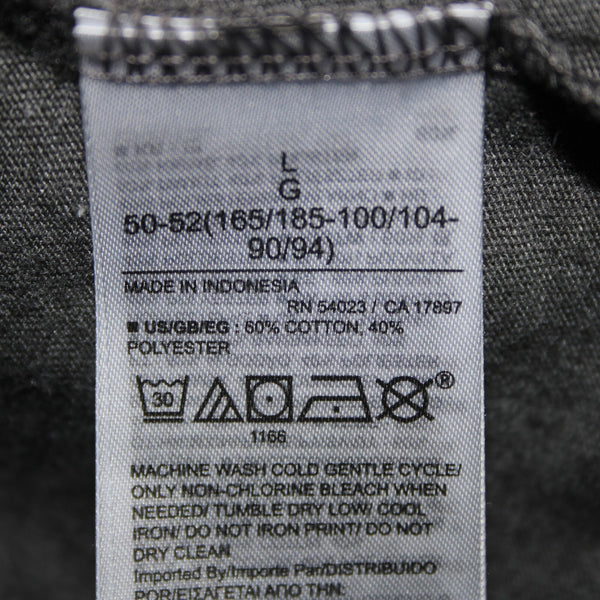 L
G
50-52(165/185-100/104-
90/94)
MADE IN INDONESIA
RN 54023 / CA 17897
US/GB/EG : 60% COTTON, 40%
POLYESTER
30
®
1166
MACHINE WASH COLD GENTLE CYCLE/
ONLY NON-CHLORINE BLEACH WHEN
NEEDED/ TUMBLE DRY LOW/ COOL
IRON/ DO NOT IRON PRINT/ DO NOT
DRY CLEAN
Imported By/Importe Par/DISTRIBUIDO
POR/ΕΙΣΑΓΕΤΑΙ ΑΠΟ ΤΗΝ: